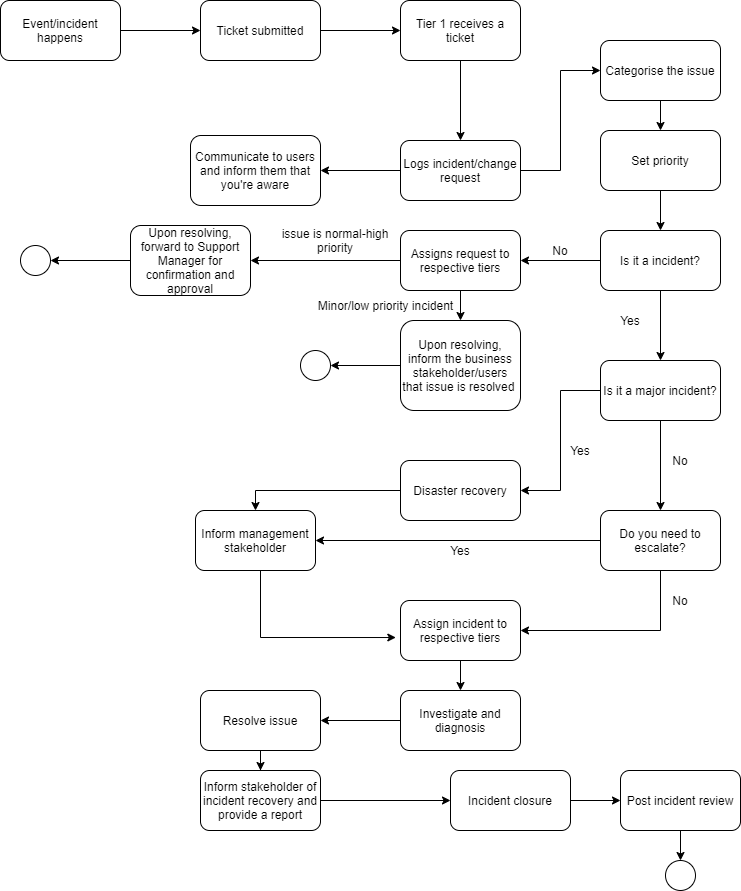 Event/incident
happens
Ticket submitted
Tier 1 receives a
ticket
Categorise the issue
Communicate to users
and inform them that
you're aware
Logs incident/change
request
Set priority
Upon resolving,
forward to Support
Manager for
confirmation and
approval
issue is normal-high
priority
Assigns request to
respective tiers
No
Is it a incident?
Minor/low priority incident
Yes
Upon resolving,
inform the business
stakeholder/users
that issue is resolved
Is it a major incident?
Yes
No
Disaster recovery
Inform management
stakeholder
Yes
Do you need to
escalate?
No
Assign incident to
respective tiers
Resolve issue
Investigate and
diagnosis
Inform stakeholder of
incident recovery and
provide a report
Incident closure
Post incident review